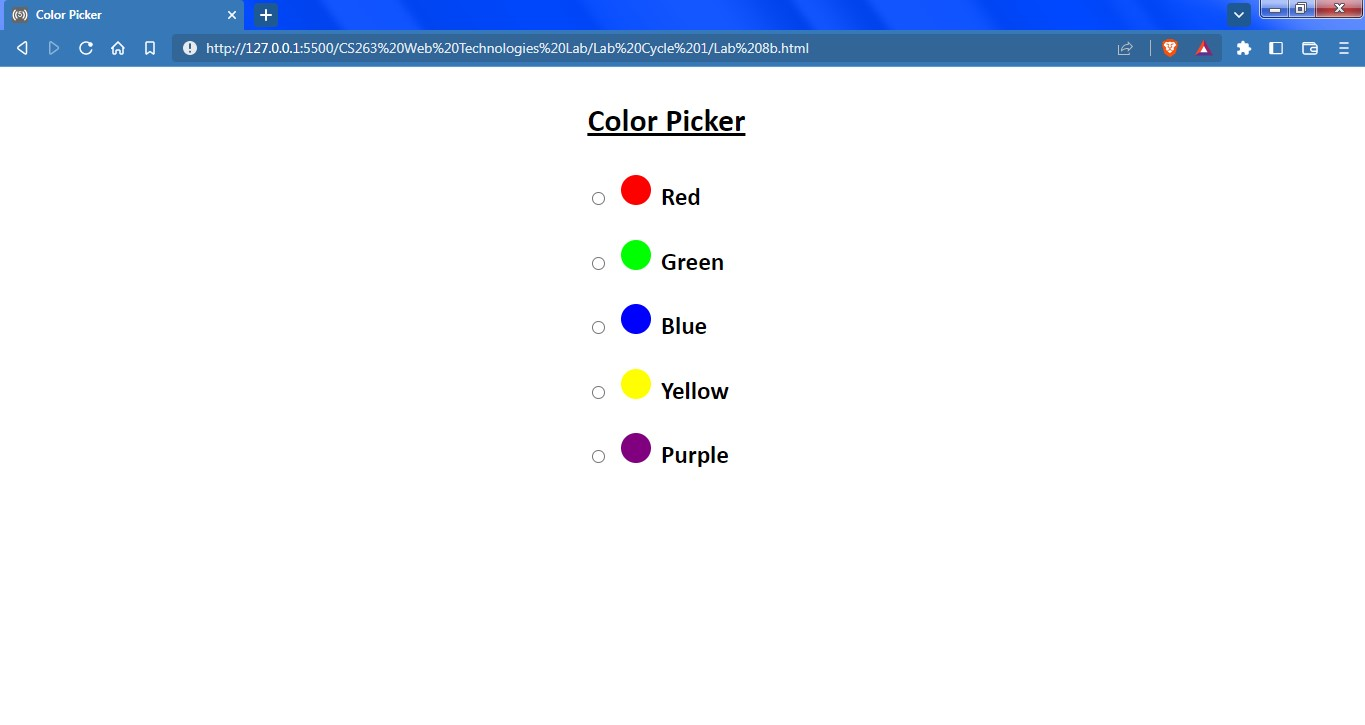 Color Picker
http://127.0.0.1:5500/CS263%20Web%20Technologies%20Lab/Lab%20Cycle%201/Lab%208b.html
Color Picker
Red
Green
Blue
Yellow
Purple